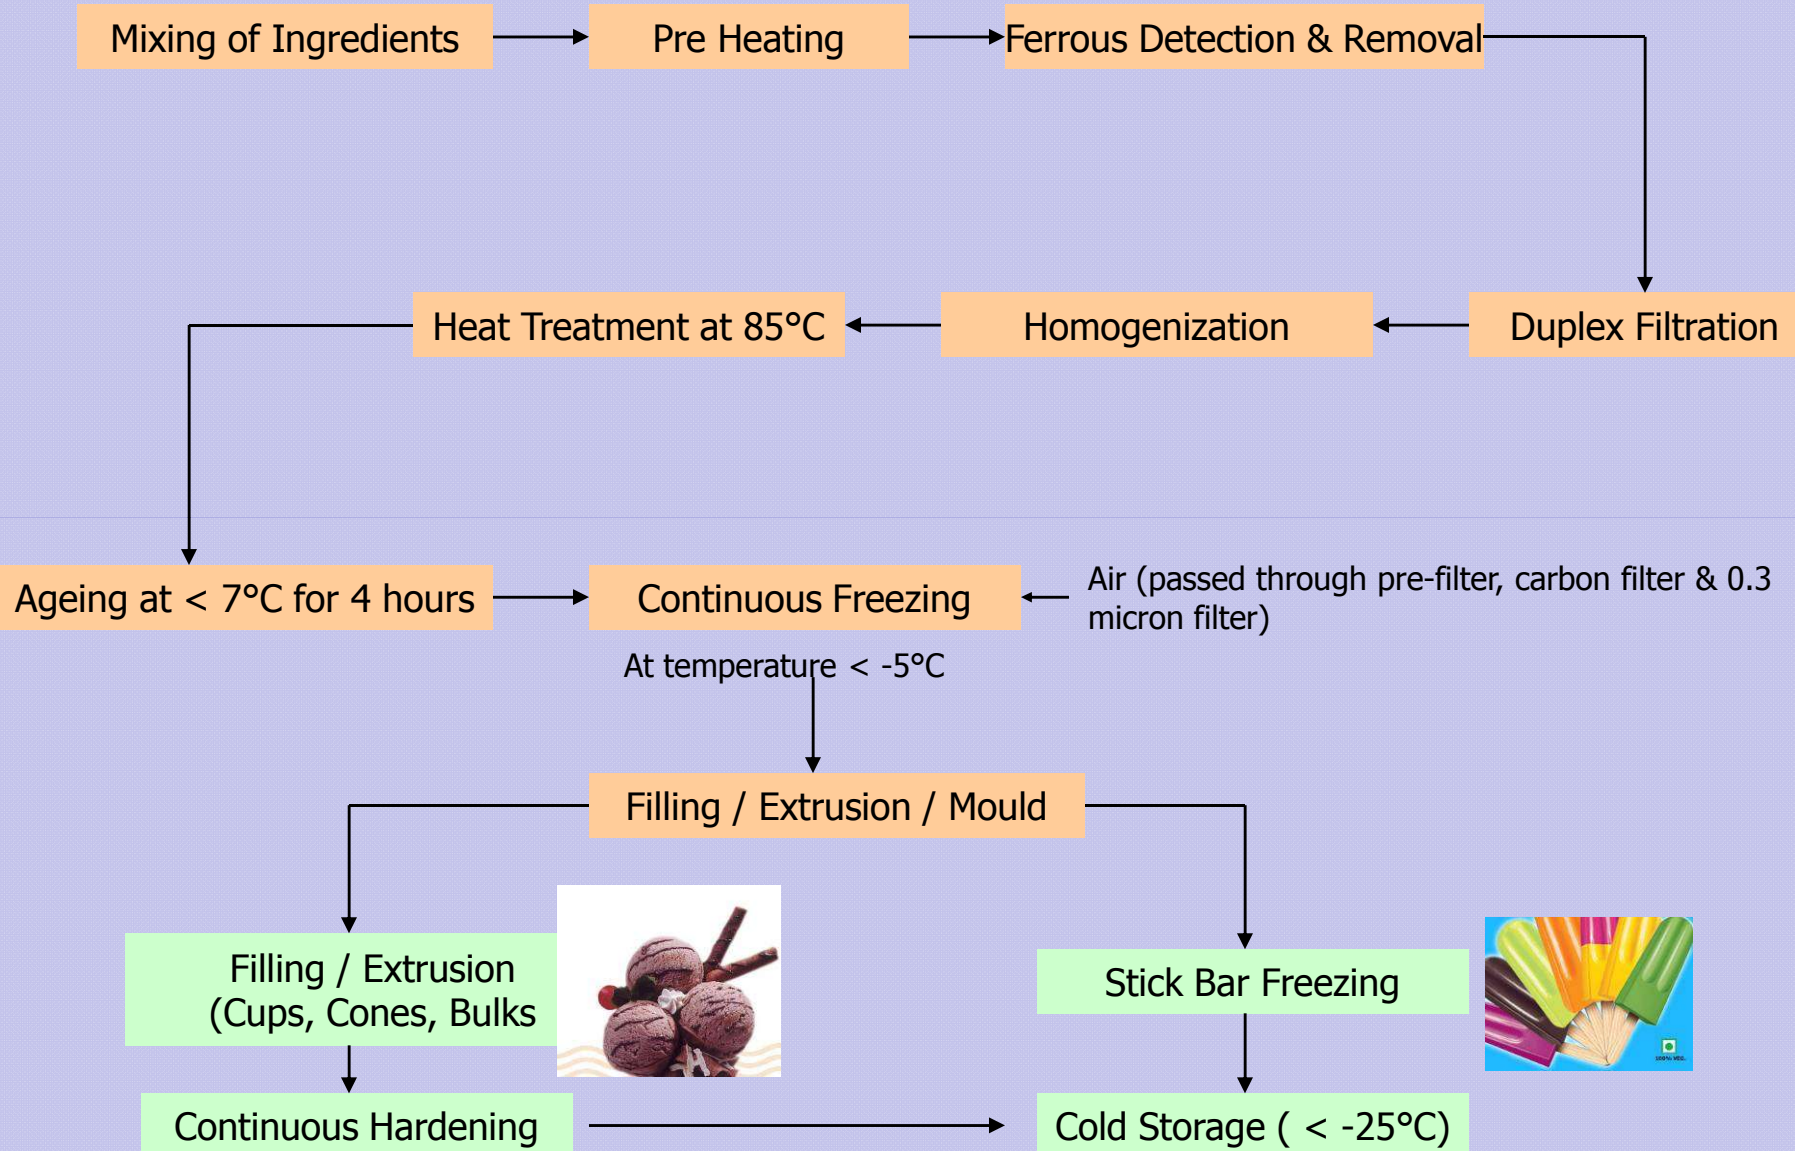 Mixing of Ingredients
Pre Heating
Ferrous Detection & Removal
Heat Treatment at 85°C
Homogenization
Duplex Filtration
Ageing at < 7°C for 4 hours
Continuous Freezing
Air (passed through pre-filter, carbon filter & 0.3
micron filter)
At temperature < -5°C
Filling / Extrusion / Mould
Filling / Extrusion
(Cups, Cones, Bulks
Stick Bar Freezing
100% VEG.
Continuous Hardening
Cold Storage ( < -25°C)